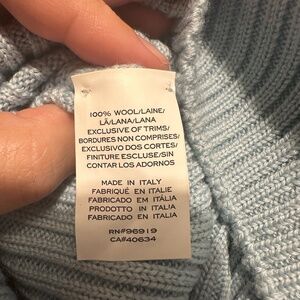 100% WOOL/LAINE/
LÃ/LANA/LANA
EXCLUSIVE OF TRIMS/
BORDURES NON COMPRISES/
EXCLUSIVO DOS CORTES/
FINITURE ESCLUSE/SIN
CONTAR LOS ADORNOS
MADE IN ITALY
FABRIQUÉ EN ITALIE
FABRICADO EM ITÁLIA
PRODOTTO IN ITALIA
FABRICADO EN ITALIA
RN#96919
CA#40634